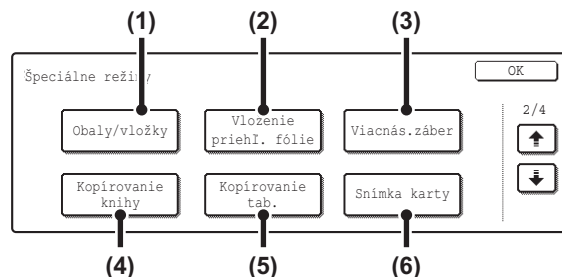 (1) (2) (3)
Špeciálne režimy
OK
Obaly/vložky
Vlozenie
priehľ. fólie
Viacnás.záber
2/4
Kopírovanie
knihy
Kopírovanie
tab.
Snímka karty
(4) (5) (6)